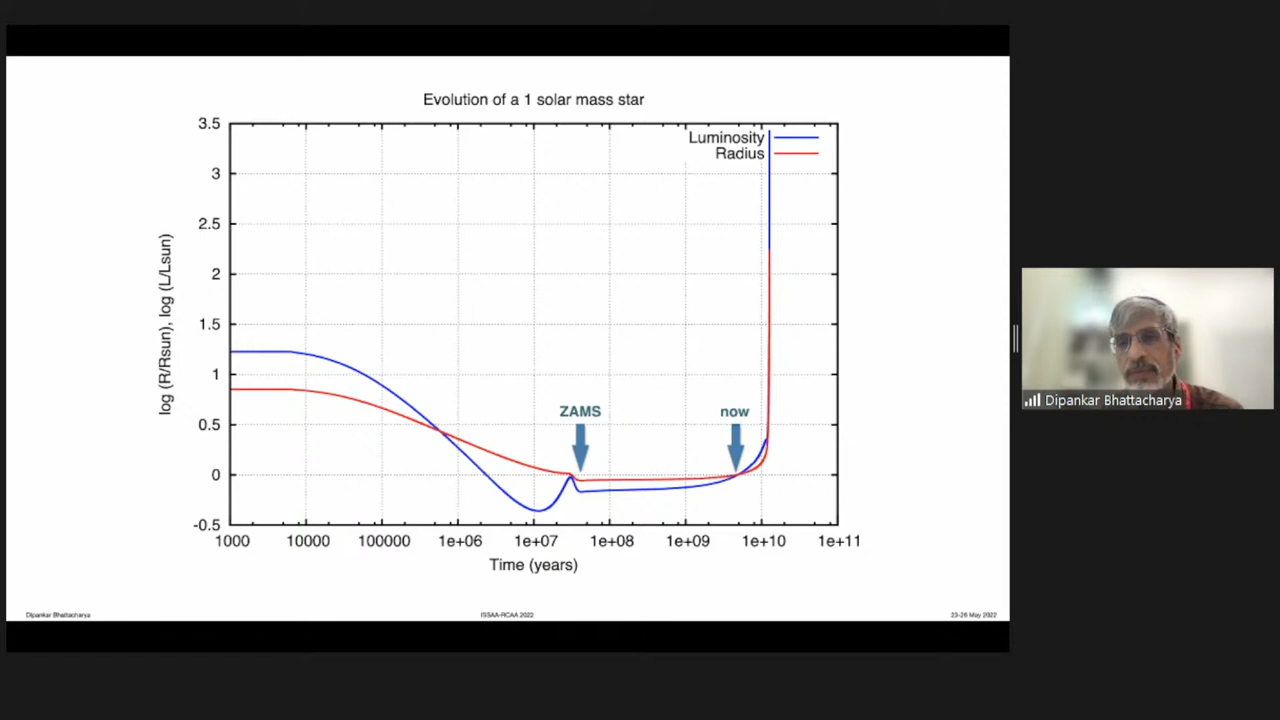 Evolution of a 1 solar mass star
Luminosity
Radius
3.5
3
2.5
2
1.5
1
0.5
0
-0.5
log (R/Rsun), log (L/Lsun)
ZAMS
now
1000 10000 100000 1e+06 1e+07 1e+08 1e+09 1e+10 1e+11
Time (years)
Dipankar Bhattacharya ISSAA-RCAA 2022 23-26 May 2022
Dipankar Bhattacharya